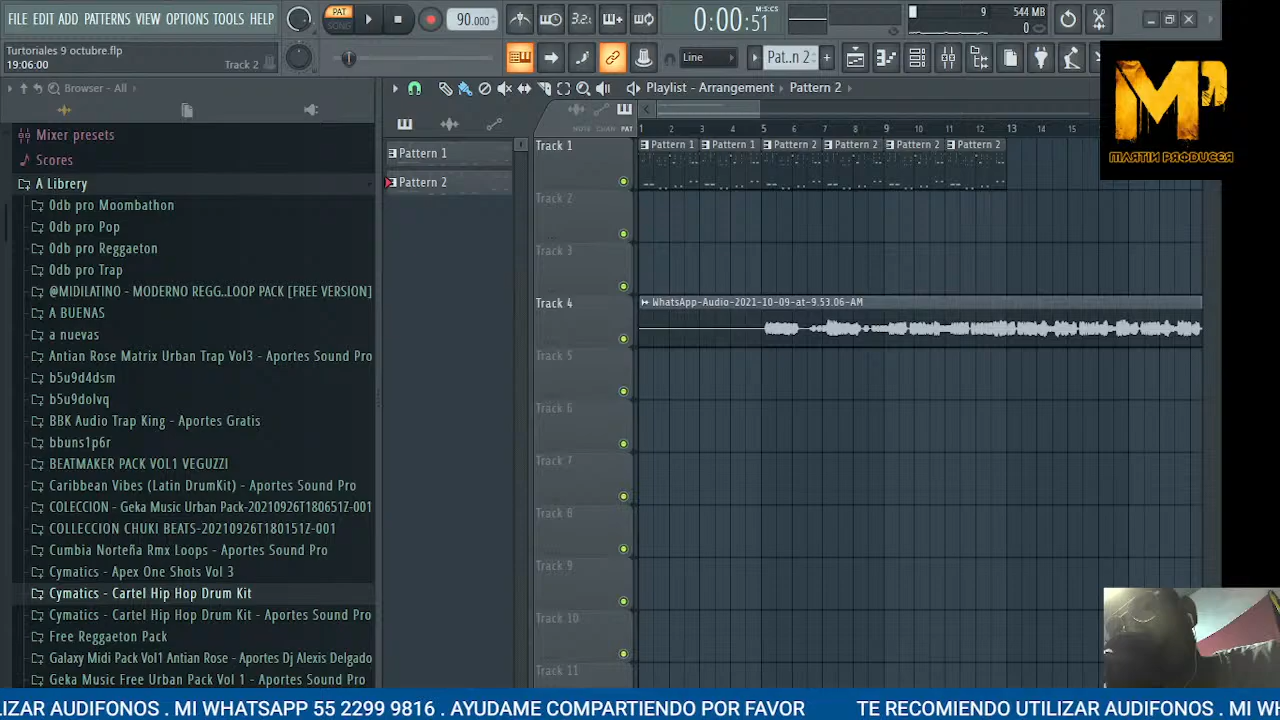 FILE EDIT ADD PATTERNS VIEW OPTIONS TOOLS HELP
PAT
SONG
90.000
3.2
0:00:51
M:S:CS
9
544 MB
0
Turtoriales 9 octubre.flp
19:06:00
Track 2
Line
Pat..n 2
Browser - All
Playlist - Arrangement
Pattern 2
NOTE CHAN PAT
1 2 3 4 5 6 7 8 9 10 11 12 13 14 15
Mixer presets
Scores
A Librery
0db pro Moombathon
0db pro Pop
0db pro Reggaeton
0db pro Trap
@MIDILATINO - MODERNO REGG..LOOP PACK [FREE VERSION]
A BUENAS
a nuevas
Antian Rose Matrix Urban Trap Vol3 - Aportes Sound Pro
b5u9d4dsm
b5u9dolvq
BBK Audio Trap King - Aportes Gratis
bbuns1p6r
BEATMAKER PACK VOL1 VEGUZZI
Caribbean Vibes (Latin DrumKit) - Aportes Sound Pro
COLECCION - Geka Music Urban Pack-20210926T180651Z-001
COLLECCION CHUKI BEATS-20210926T180151Z-001
Cumbia Norteña Rmx Loops - Aportes Sound Pro
Cymatics - Apex One Shots Vol 3
Cymatics - Cartel Hip Hop Drum Kit
Cymatics - Cartel Hip Hop Drum Kit - Aportes Sound Pro
Free Reggaeton Pack
Galaxy Midi Pack Vol1 Antian Rose - Aportes Dj Alexis Delgado
Geka Music Free Urban Pack Vol 1 - Aportes Sound Pro
Pattern 1
Pattern 2
Track 1
Pattern 1 Pattern 1 Pattern 2 Pattern 2 Pattern 2 Pattern 2
Track 2
Track 3
Track 4
WhatsApp-Audio-2021-10-09-at-9.53.06-AM
Track 5
Track 6
Track 7
Track 8
Track 9
Track 10
Track 11
MP
MARTIN PRODUCER
IZAR AUDIFONOS . MI WHATSAPP 55 2299 9816 . AYUDAME COMPARTIENDO POR FAVOR TE RECOMIENDO UTILIZAR AUDIFONOS . MI WHA